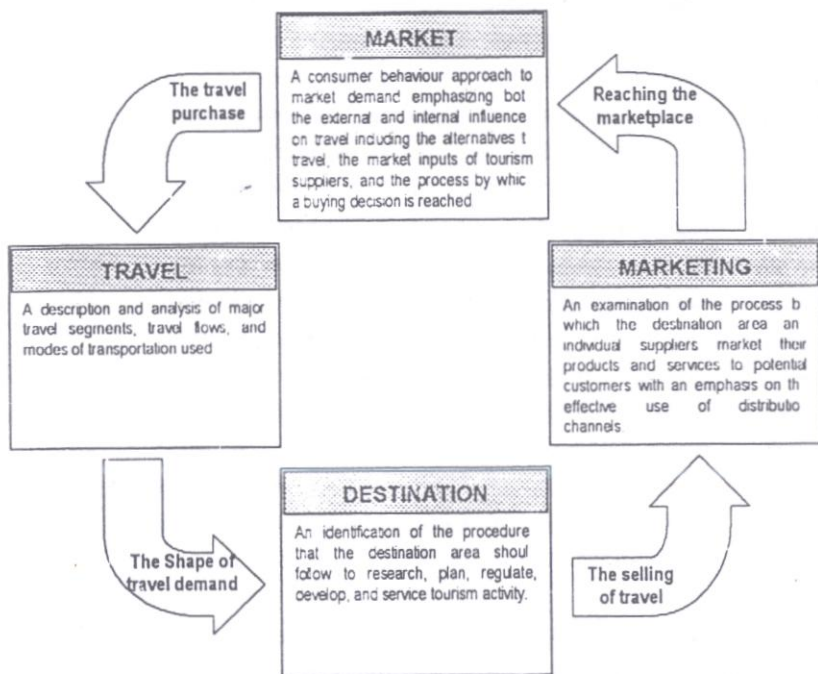 MARKET
A consumer behaviour approach to
market demand emphasizing bot
the external and internal influence
on travel including the alternatives t
travel, the market inputs of tourism
suppliers, and the process by whic
a buying decision is reached
The travel
purchase
Reaching the
marketplace
TRAVEL
A description and analysis of major
travel segments, travel flows, and
modes of transportation used
MARKETING
An examination of the process b
which the destination area an
individual suppliers market their
products and services to potential
customers with an emphasis on th
effective use of distributio
channels
DESTINATION
An identification of the procedure
that the destination area shoul
follow to research, plan, regulate,
develop, and service tourism activity.
The Shape of
travel demand
The selling
of travel